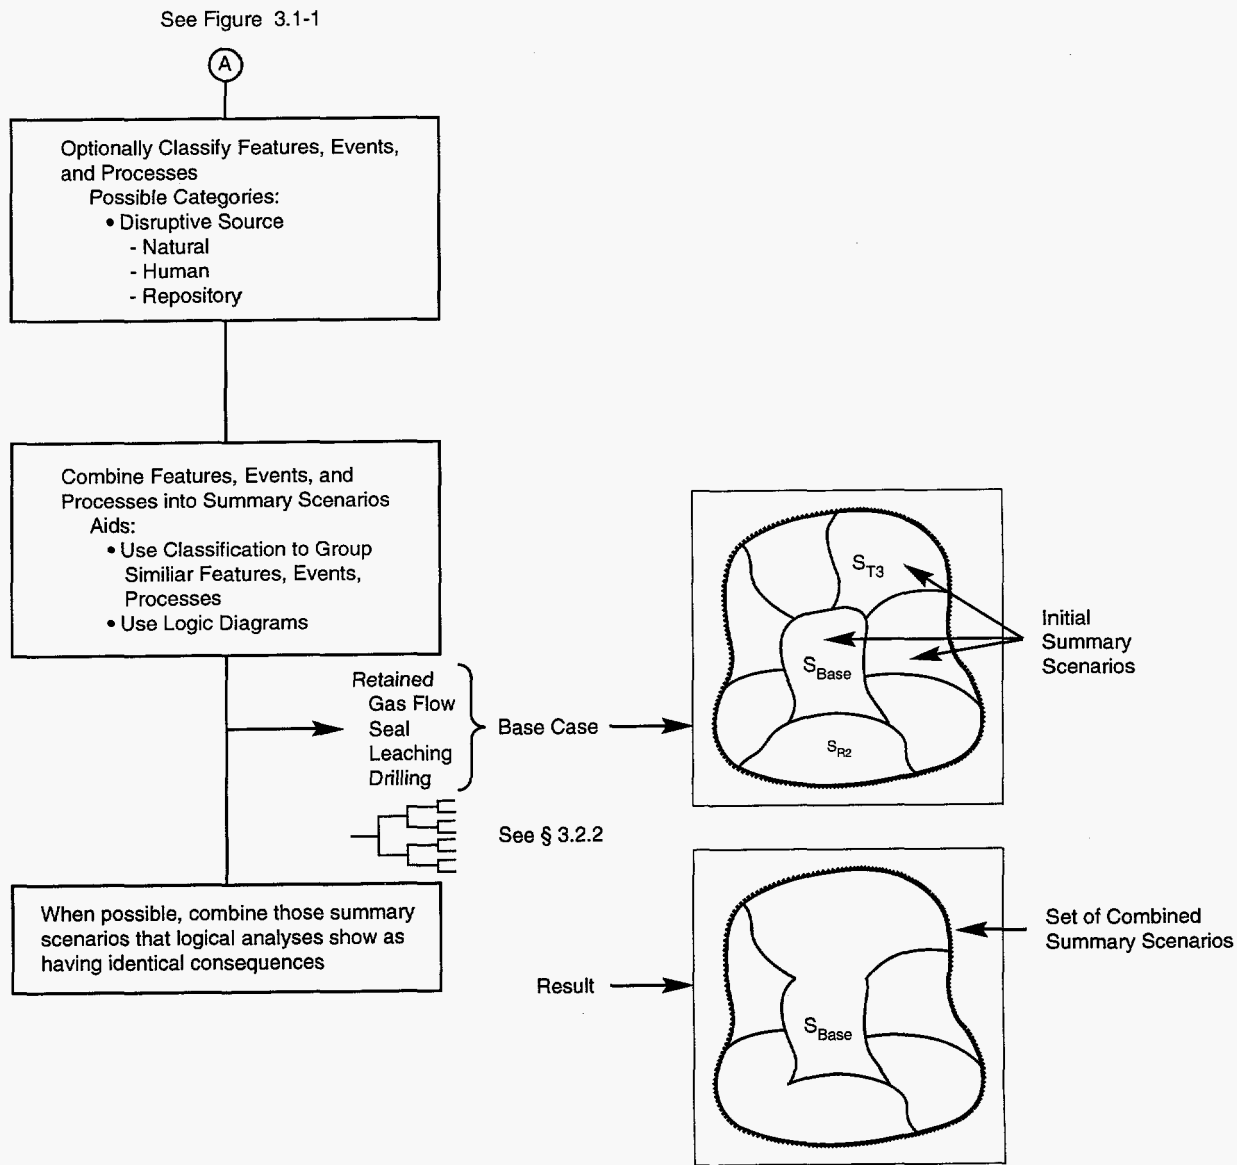 See Figure 3.1-1
A
Optionally Classify Features, Events,
and Processes
Possible Categories:
• Disruptive Source
- Natural
- Human
- Repository
Combine Features, Events, and
Processes into Summary Scenarios
Aids:
• Use Classification to Group
Similiar Features, Events,
Processes
• Use Logic Diagrams
Retained
Gas Flow
Seal
Leaching
Drilling
Base Case
S_T3
S_Base
S_R2
Initial
Summary
Scenarios
See § 3.2.2
When possible, combine those summary
scenarios that logical analyses show as
having identical consequences
Result
S_Base
Set of Combined
Summary Scenarios